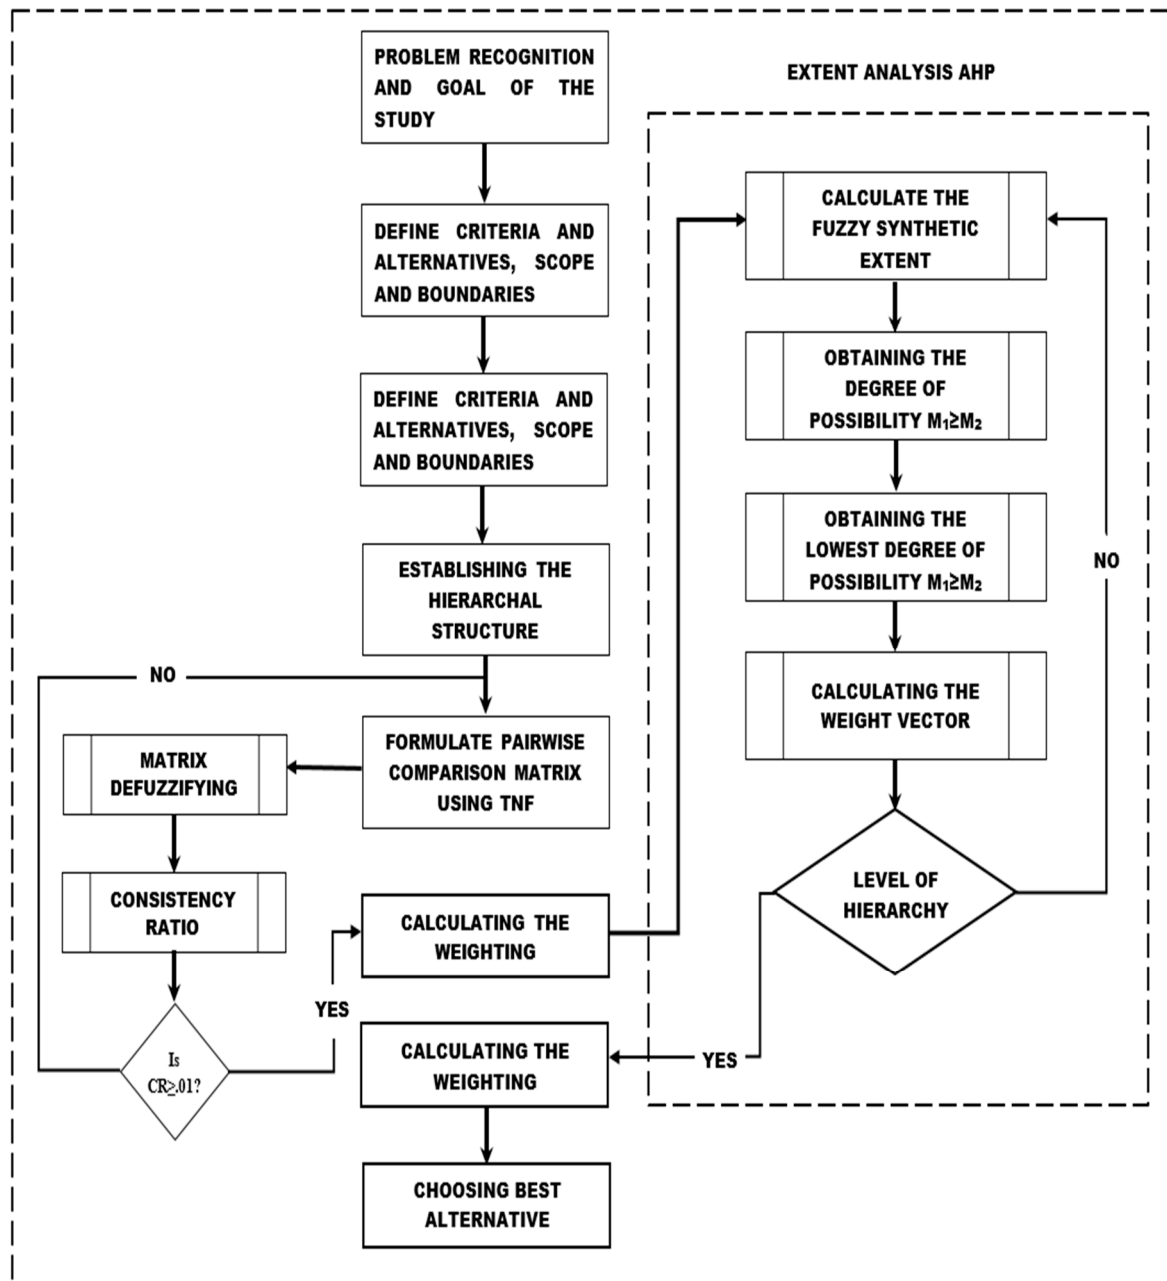 PROBLEM RECOGNITION
AND GOAL OF THE
STUDY
DEFINE CRITERIA AND
ALTERNATIVES, SCOPE
AND BOUNDARIES
DEFINE CRITERIA AND
ALTERNATIVES, SCOPE
AND BOUNDARIES
ESTABLISHING THE
HIERARCHAL
STRUCTURE
NO
FORMULATE PAIRWISE
COMPARISON MATRIX
USING TNF
MATRIX
DEFUZZIFYING
CONSISTENCY
RATIO
Is
CR≥.01?
YES
CALCULATING THE
WEIGHTING
EXTENT ANALYSIS AHP
CALCULATE THE
FUZZY SYNTHETIC
EXTENT
OBTAINING THE
DEGREE OF
POSSIBILITY M₁≥M₂
OBTAINING THE
LOWEST DEGREE OF
POSSIBILITY M₁≥M₂
CALCULATING THE
WEIGHT VECTOR
LEVEL OF
HIERARCHY
NO
YES
CALCULATING THE
WEIGHTING
CHOOSING BEST
ALTERNATIVE